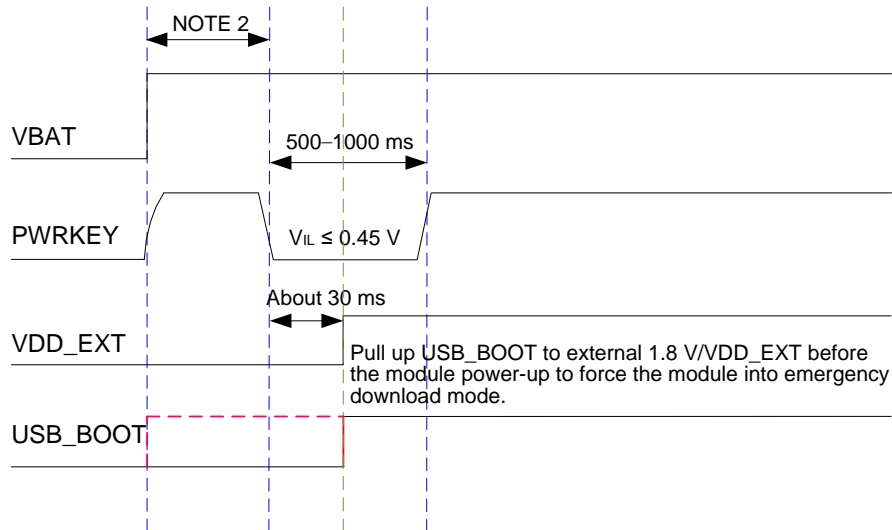 NOTE 2
VBAT
500–1000 ms
PWRKEY
VIL ≤ 0.45 V
About 30 ms
VDD_EXT
Pull up USB_BOOT to external 1.8 V/VDD_EXT before
the module power-up to force the module into emergency
download mode.
USB_BOOT